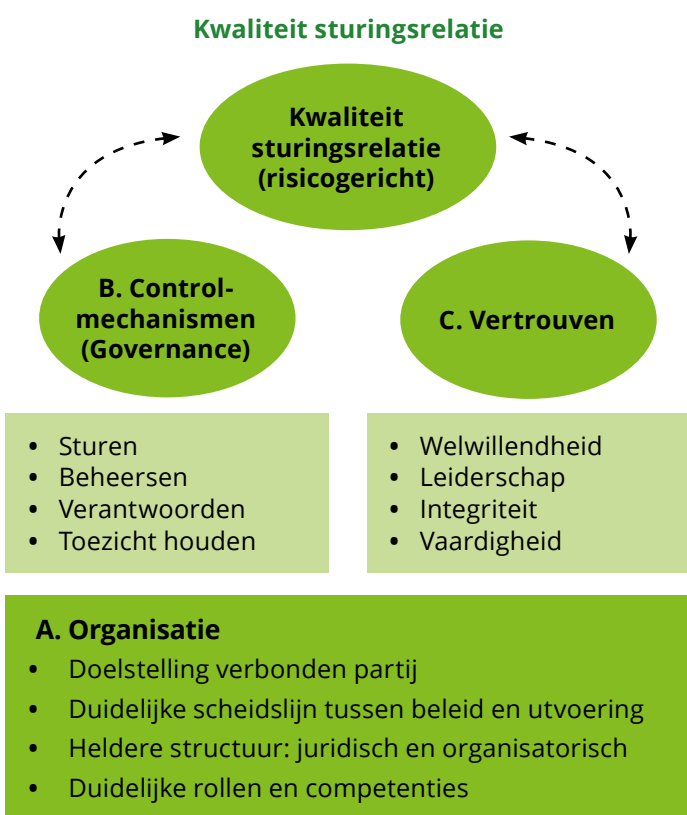 Kwaliteit sturingsrelatie
Kwaliteit
sturingsrelatie
(risicogericht)
B. Control-
mechanismen
(Governance)
C. Vertrouven
• Sturen
• Beheersen
• Verantwoorden
• Toezicht houden
• Welwillendheid
• Leiderschap
• Integriteit
• Vaardigheid
A. Organisatie
• Doelstelling verbonden partij
• Duidelijke scheidslijn tussen beleid en utvoering
• Heldere structuur: juridisch en organisatorisch
• Duidelijke rollen en competenties